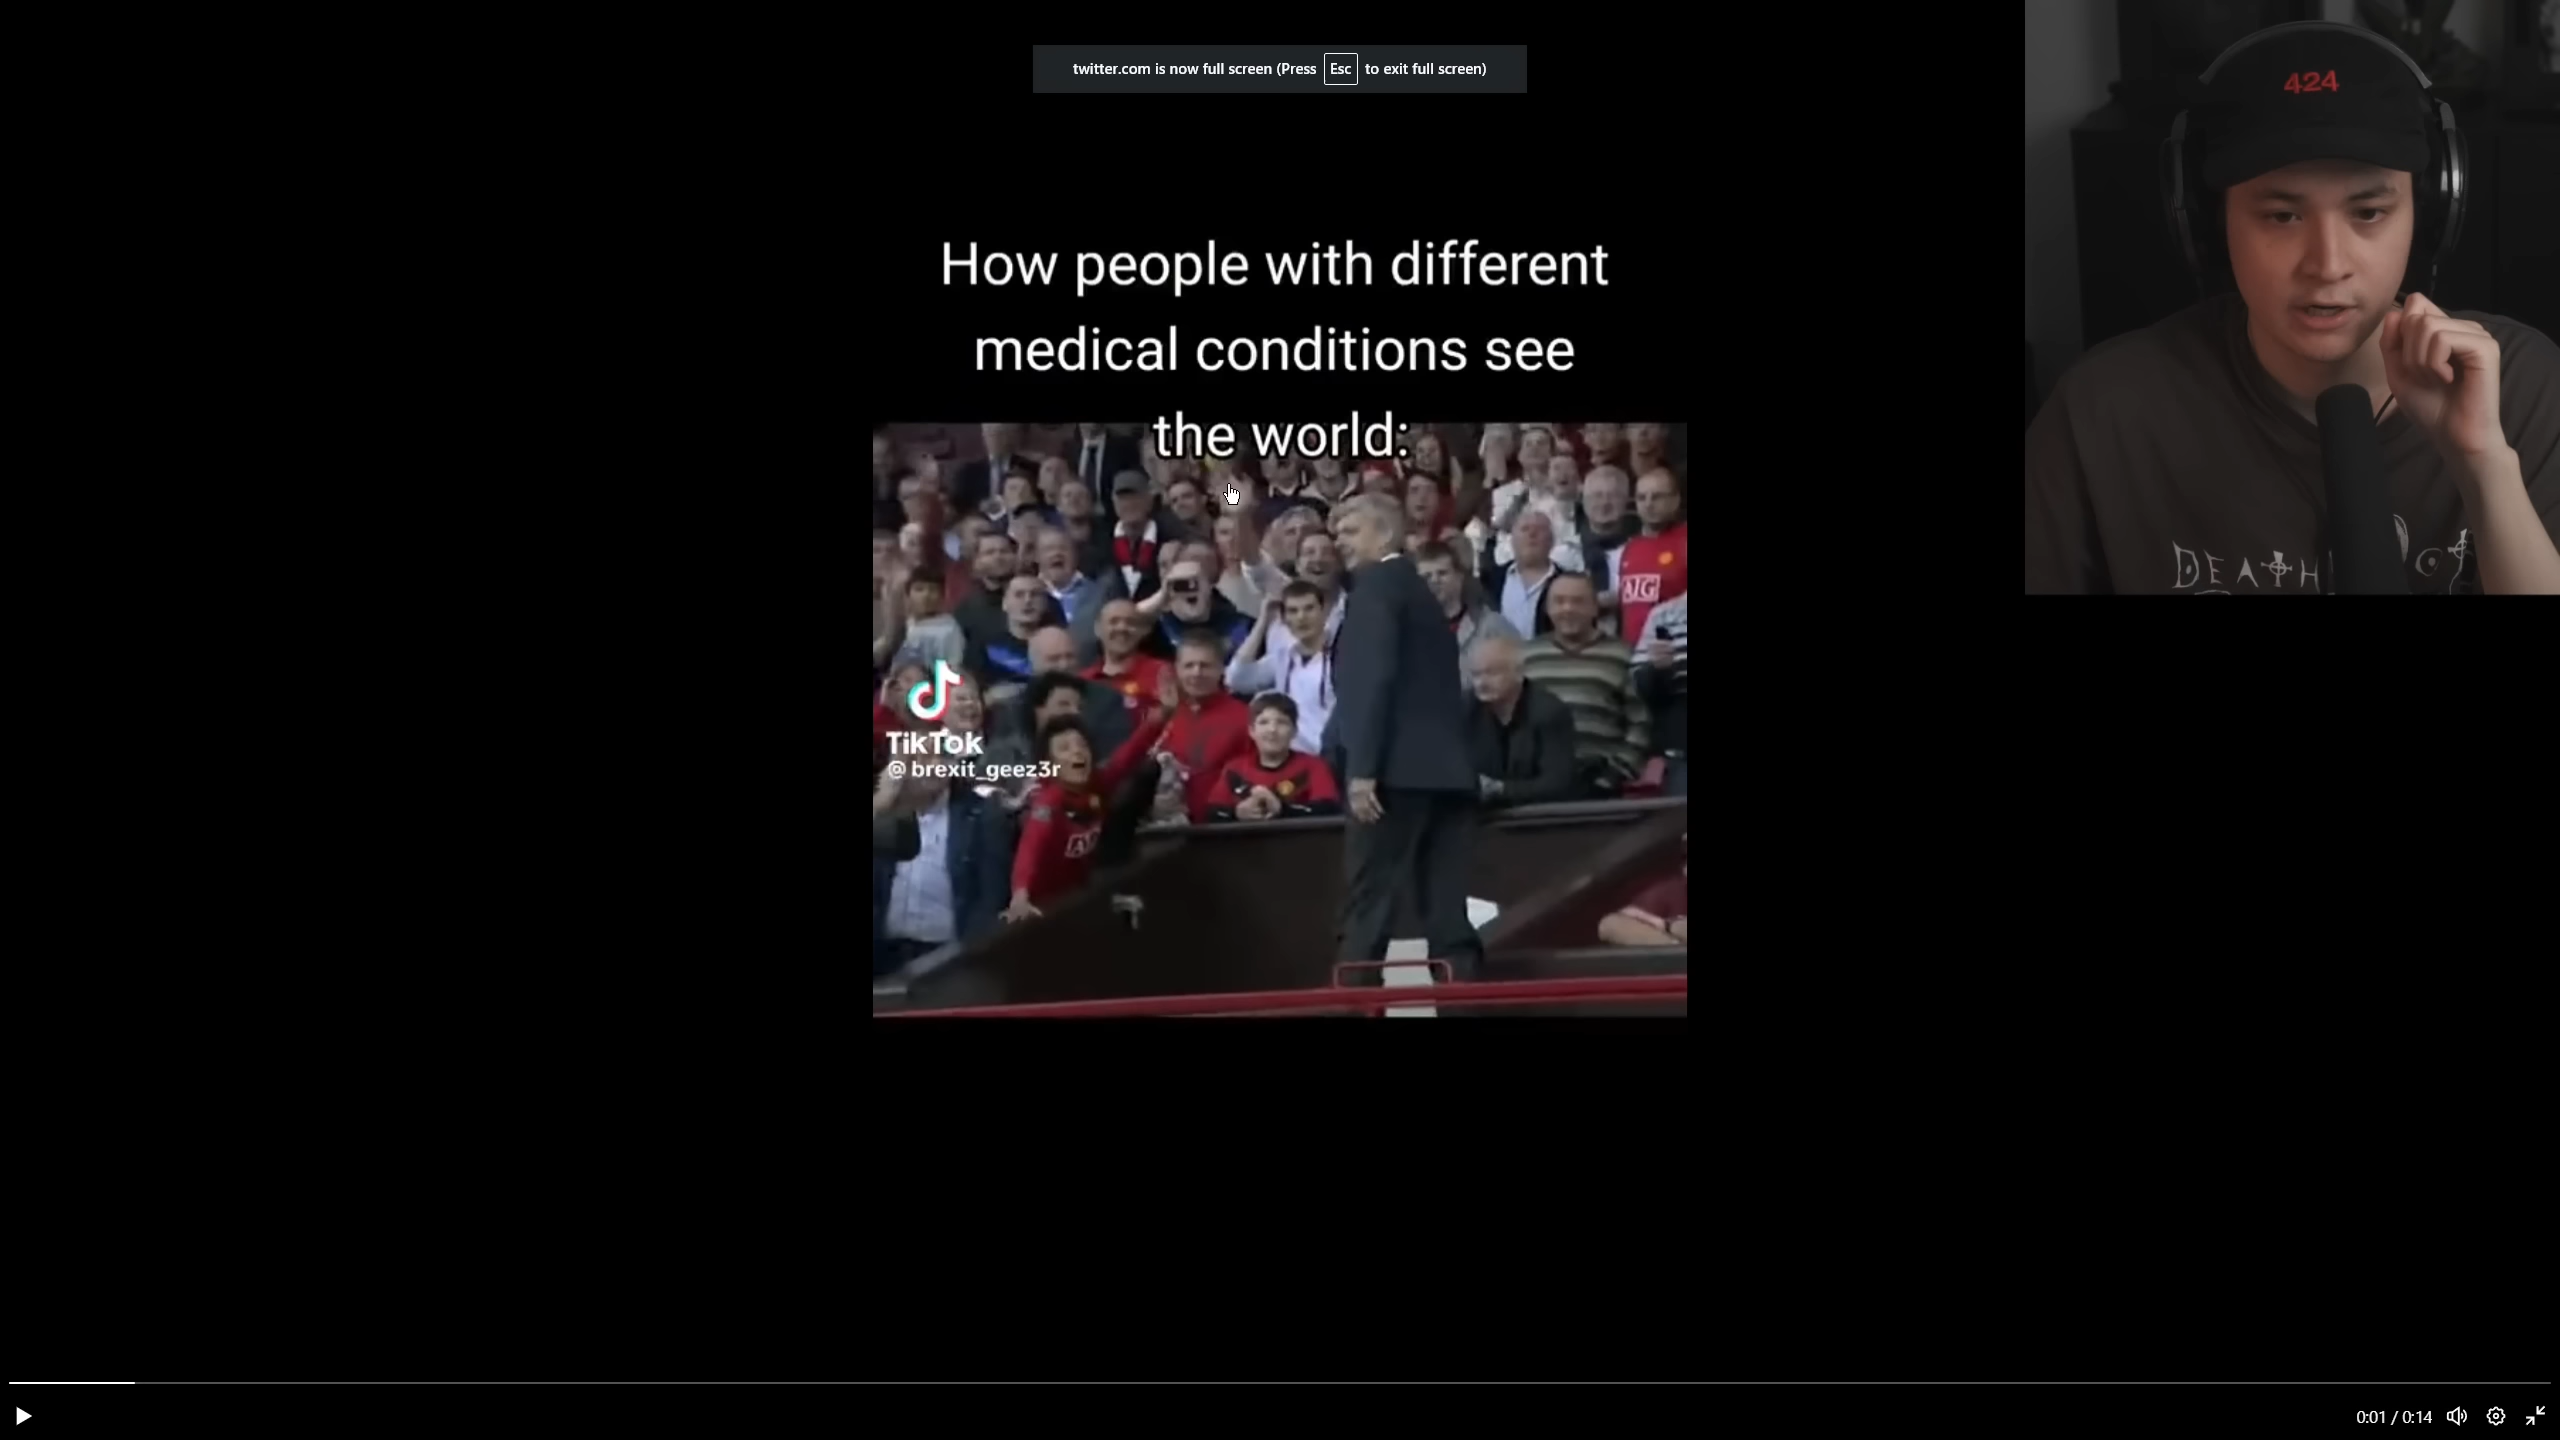 twitter.com is now full screen (Press Esc to exit full screen)
424
How people with different
medical conditions see
the world:
AIG
TikTok
@brexit_geez3r
DEATH
0:01 / 0:14